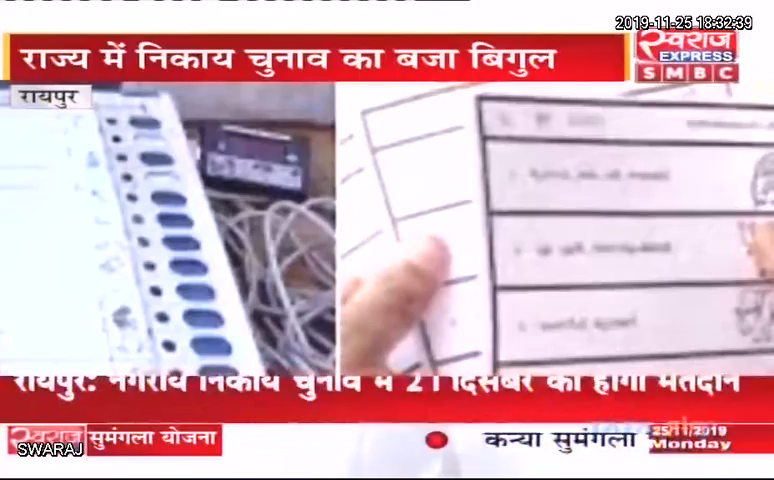 2019-11-25 18:32:39
राज्य में निकाय चुनाव का बजा बिगुल
स्वराज
EXPRESS
SMBC
रायपुर
रायपुर: नगरीय निकाय चुनाव में 21 दिसंबर को होगा मतदान
स्वराज सुमंगला योजना
कन्या सुमंगला
25/11/2019
Monday
SWARAJ